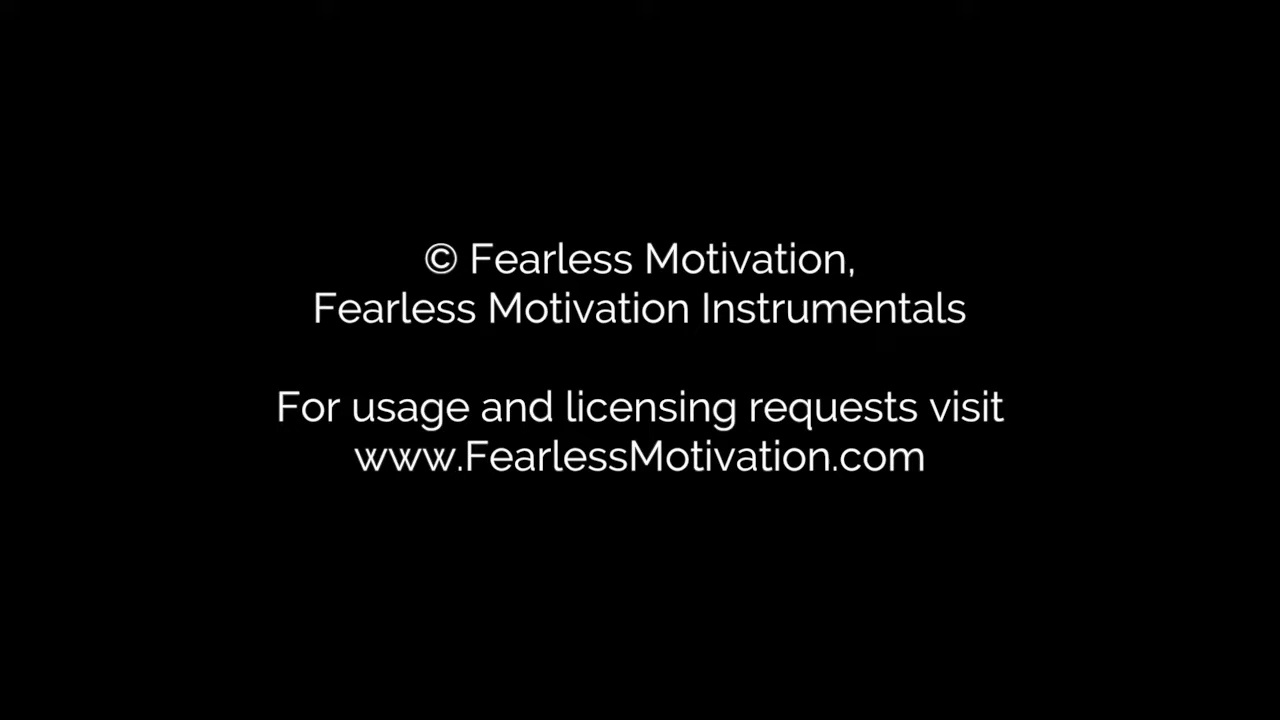 © Fearless Motivation,
Fearless Motivation Instrumentals
For usage and licensing requests visit
www.FearlessMotivation.com